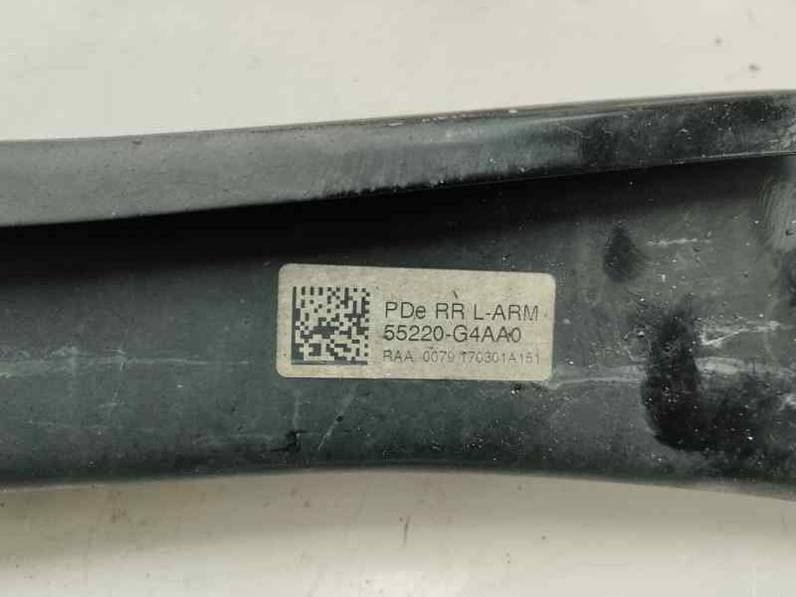 PDe RR L-ARM
55220-G4AA0
RAA 0079 170301A151